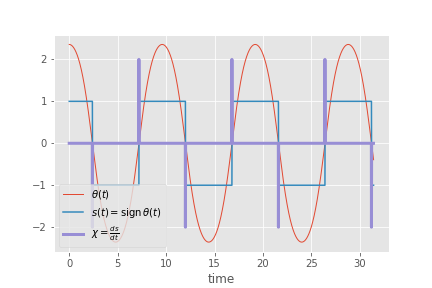 2
1
0
−1
−2
θ(t)
s(t) = sign θ(t)
χ = ds/dt
0 5 10 15 20 25 30
time